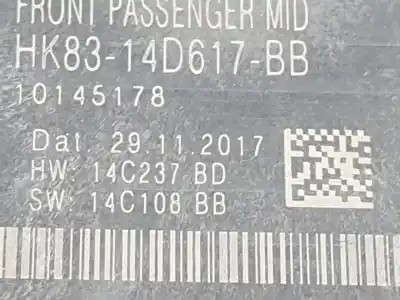 FRONT PASSENGER MID
HK83-14D617-BB
10145178
Dat. 29.11.2017
HW: 14C237 BD
SW: 14C108 BB